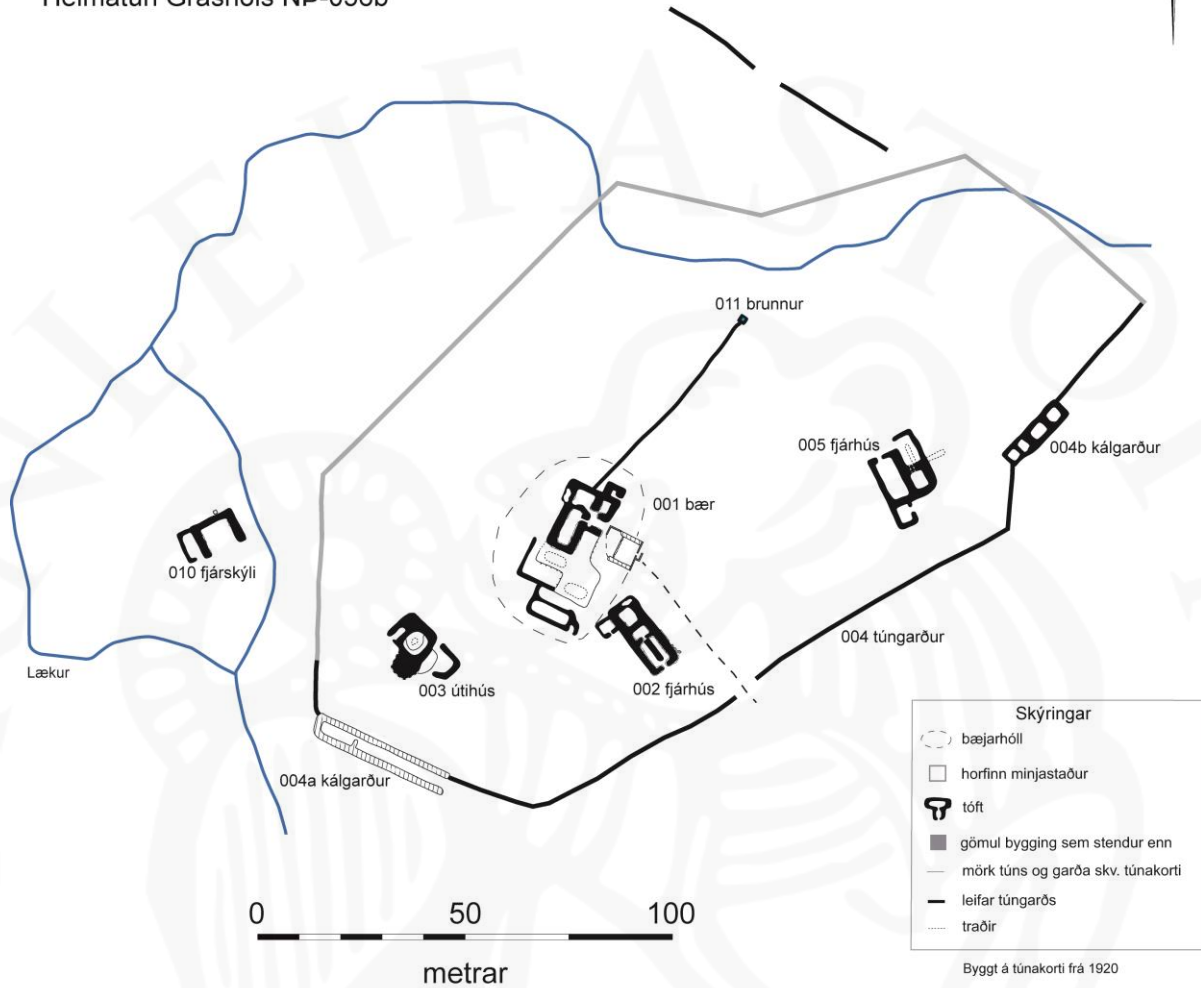 Heimatún Grashóls NÞ-098b
011 brunnur
005 fjárhús
004b kálgarður
001 bær
010 fjárskýli
004 túngarður
Lækur
003 útihús
002 fjárhús
004a kálgarður
Skýringar
bæjarhóll
horfinn minjastaður
tóft
gömul bygging sem stendur enn
mörk túns og garða skv. túnakorti
leifar túngarðs
traðir
Byggt á túnakorti frá 1920
0 50 100
metrar